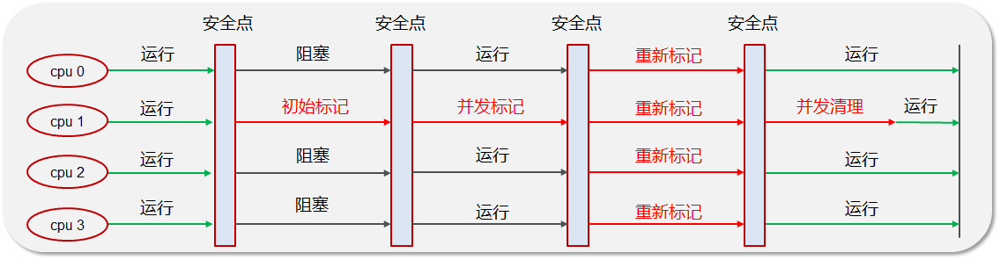 安全点 安全点 安全点 安全点
cpu 0 运行 阻塞 运行 重新标记 运行
cpu 1 运行 初始标记 并发标记 重新标记 并发清理 运行
cpu 2 运行 阻塞 运行 重新标记 运行
cpu 3 运行 阻塞 运行 重新标记 运行